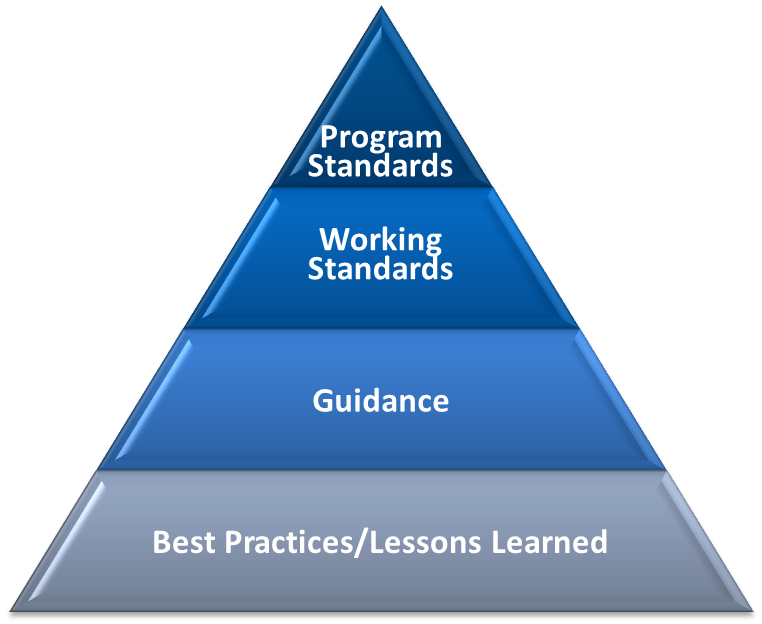 Program
Standards
Working
Standards
Guidance
Best Practices/Lessons Learned